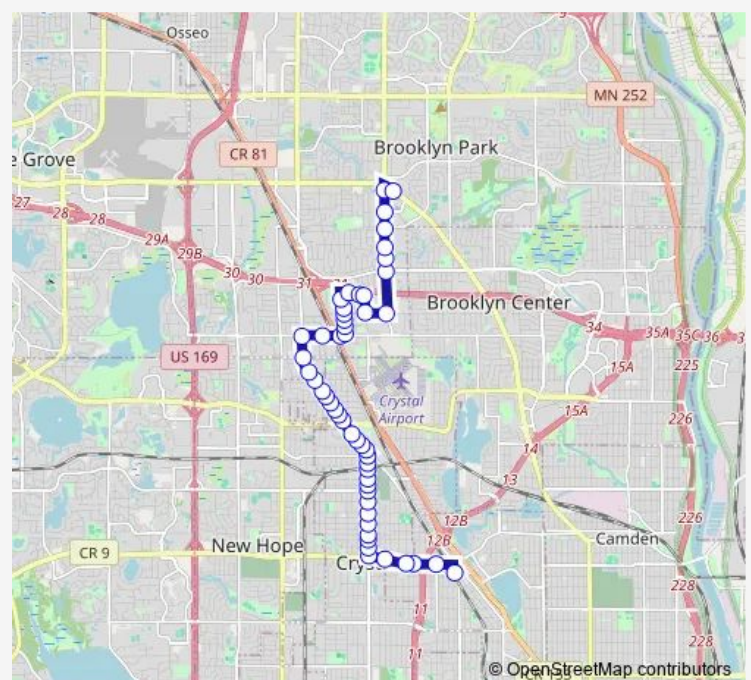 Osseo
MN 252
CR 81
Brooklyn Park
e Grove
27
28
28
29A
29B
30
30
31
Brooklyn Center
34
35A
35C
36
3
US 169
15A
225
Crystal
Airport
15A
226
14
13
12B
226
New Hope
12B
Camden
CR 9
Crys
228
11
11
228
© OpenStreetMap contributors